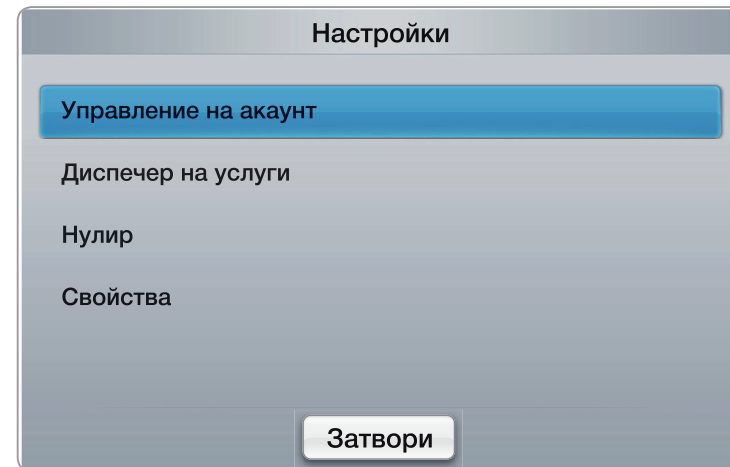 Настройки
Управление на акаунт
Диспечер на услуги
Нулир
Свойства
Затвори